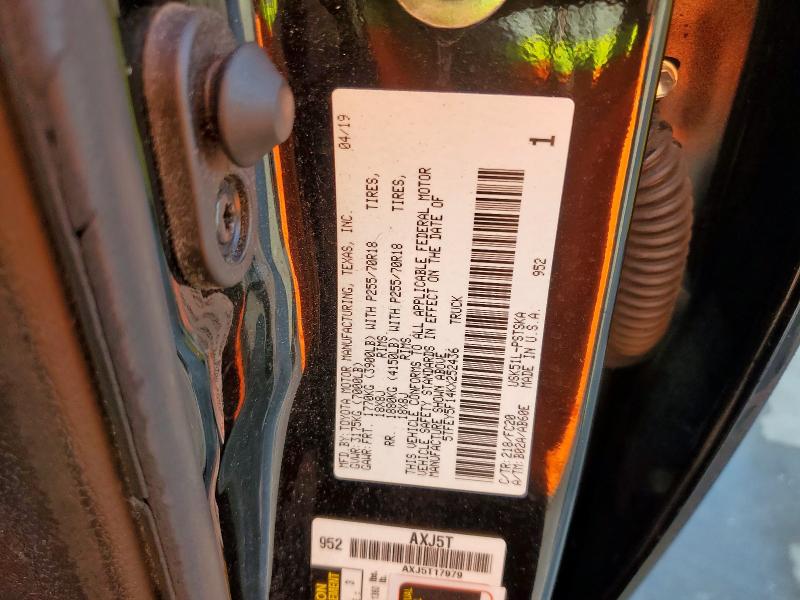 MFD.BY:TOYOTA MOTOR MANUFACTURING, TEXAS, INC. 04/19
GVWR:3175KG (7000LB)
GAWR:FRT. 1770KG (3900LB) WITH P255/70R18 TIRES,
18X8J RIMS
RR. 1880KG (4150LB) WITH P255/70R18 TIRES,
18X8J RIMS
THIS VEHICLE CONFORMS TO ALL APPLICABLE FEDERAL MOTOR
VEHICLE SAFETY STANDARDS IN EFFECT ON THE DATE OF
MANUFACTURE SHOWN ABOVE.
5TFEY5F14KX252436 TRUCK
C/TR:218/FC20 USK51L-PSTSKA
A/TM:B02A/AB60E MADE IN U.S.A. 952
1
AXJ5T
952
AXJ5T17979